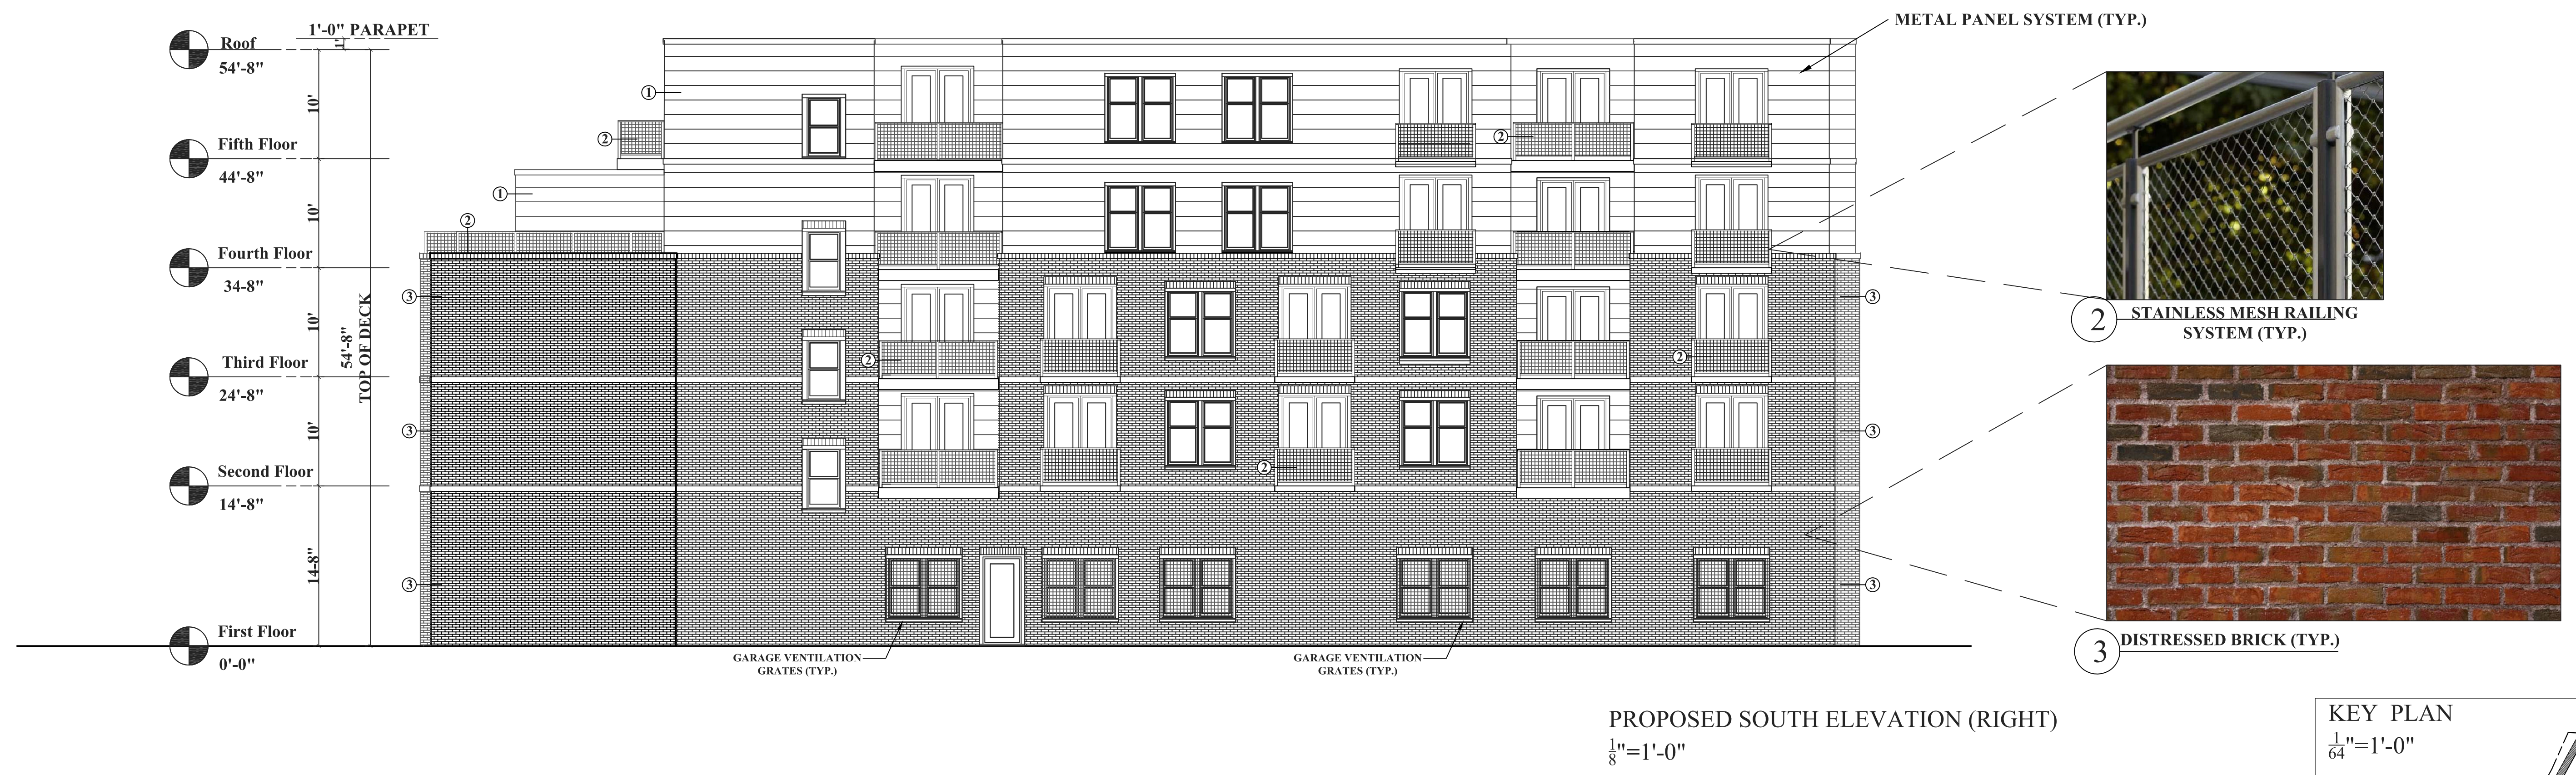 1'-0" PARAPET
METAL PANEL SYSTEM (TYP.)
Roof
54'-8"
1'
10'
1
2
2
Fifth Floor
44'-8"
10'
1
2
Fourth Floor
34'-8"
10'
3
3
2
STAINLESS MESH RAILING
SYSTEM (TYP.)
54'-8"
TOP OF DECK
Third Floor
24'-8"
2
2
10'
3
3
2
Second Floor
14'-8"
14'-8"
3
3
First Floor
0'-0"
GARAGE VENTILATION
GRATES (TYP.)
GARAGE VENTILATION
GRATES (TYP.)
3
DISTRESSED BRICK (TYP.)
PROPOSED SOUTH ELEVATION (RIGHT)
1/8"=1'-0"
KEY PLAN
1/64"=1'-0"